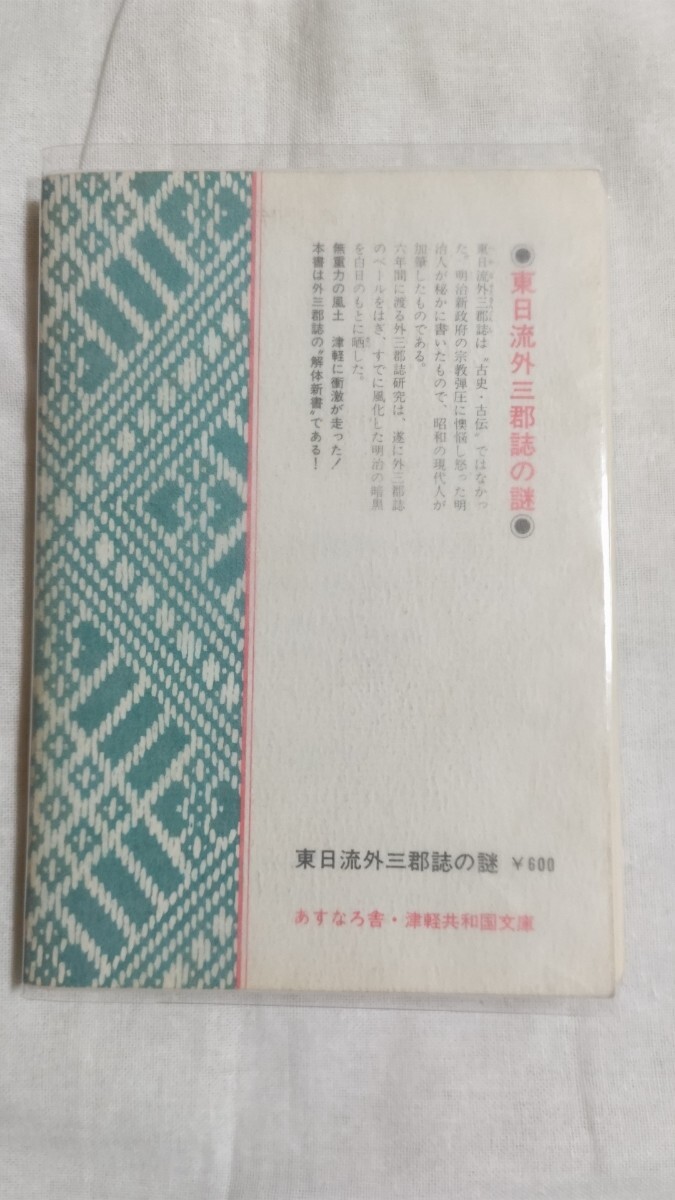 ◉東日流外三郡誌の謎◉
東日流外三郡誌は〝古史・古伝〟ではなかっ
た。明治新政府の宗教弾圧に懊悩し怒った明
治人が秘かに書いたもので、昭和の現代人が
加筆したものである。
六年間に渡る外三郡誌研究は、遂に外三郡誌
のベールをはぎ、すでに風化した明治の暗黒
を白日のもとに晒した。
無重力の風土 津軽に衝激が走った！
本書は外三郡誌の〝解体新書〟である！
東日流外三郡誌の謎 ￥600
あすなろ舎・津軽共和国文庫